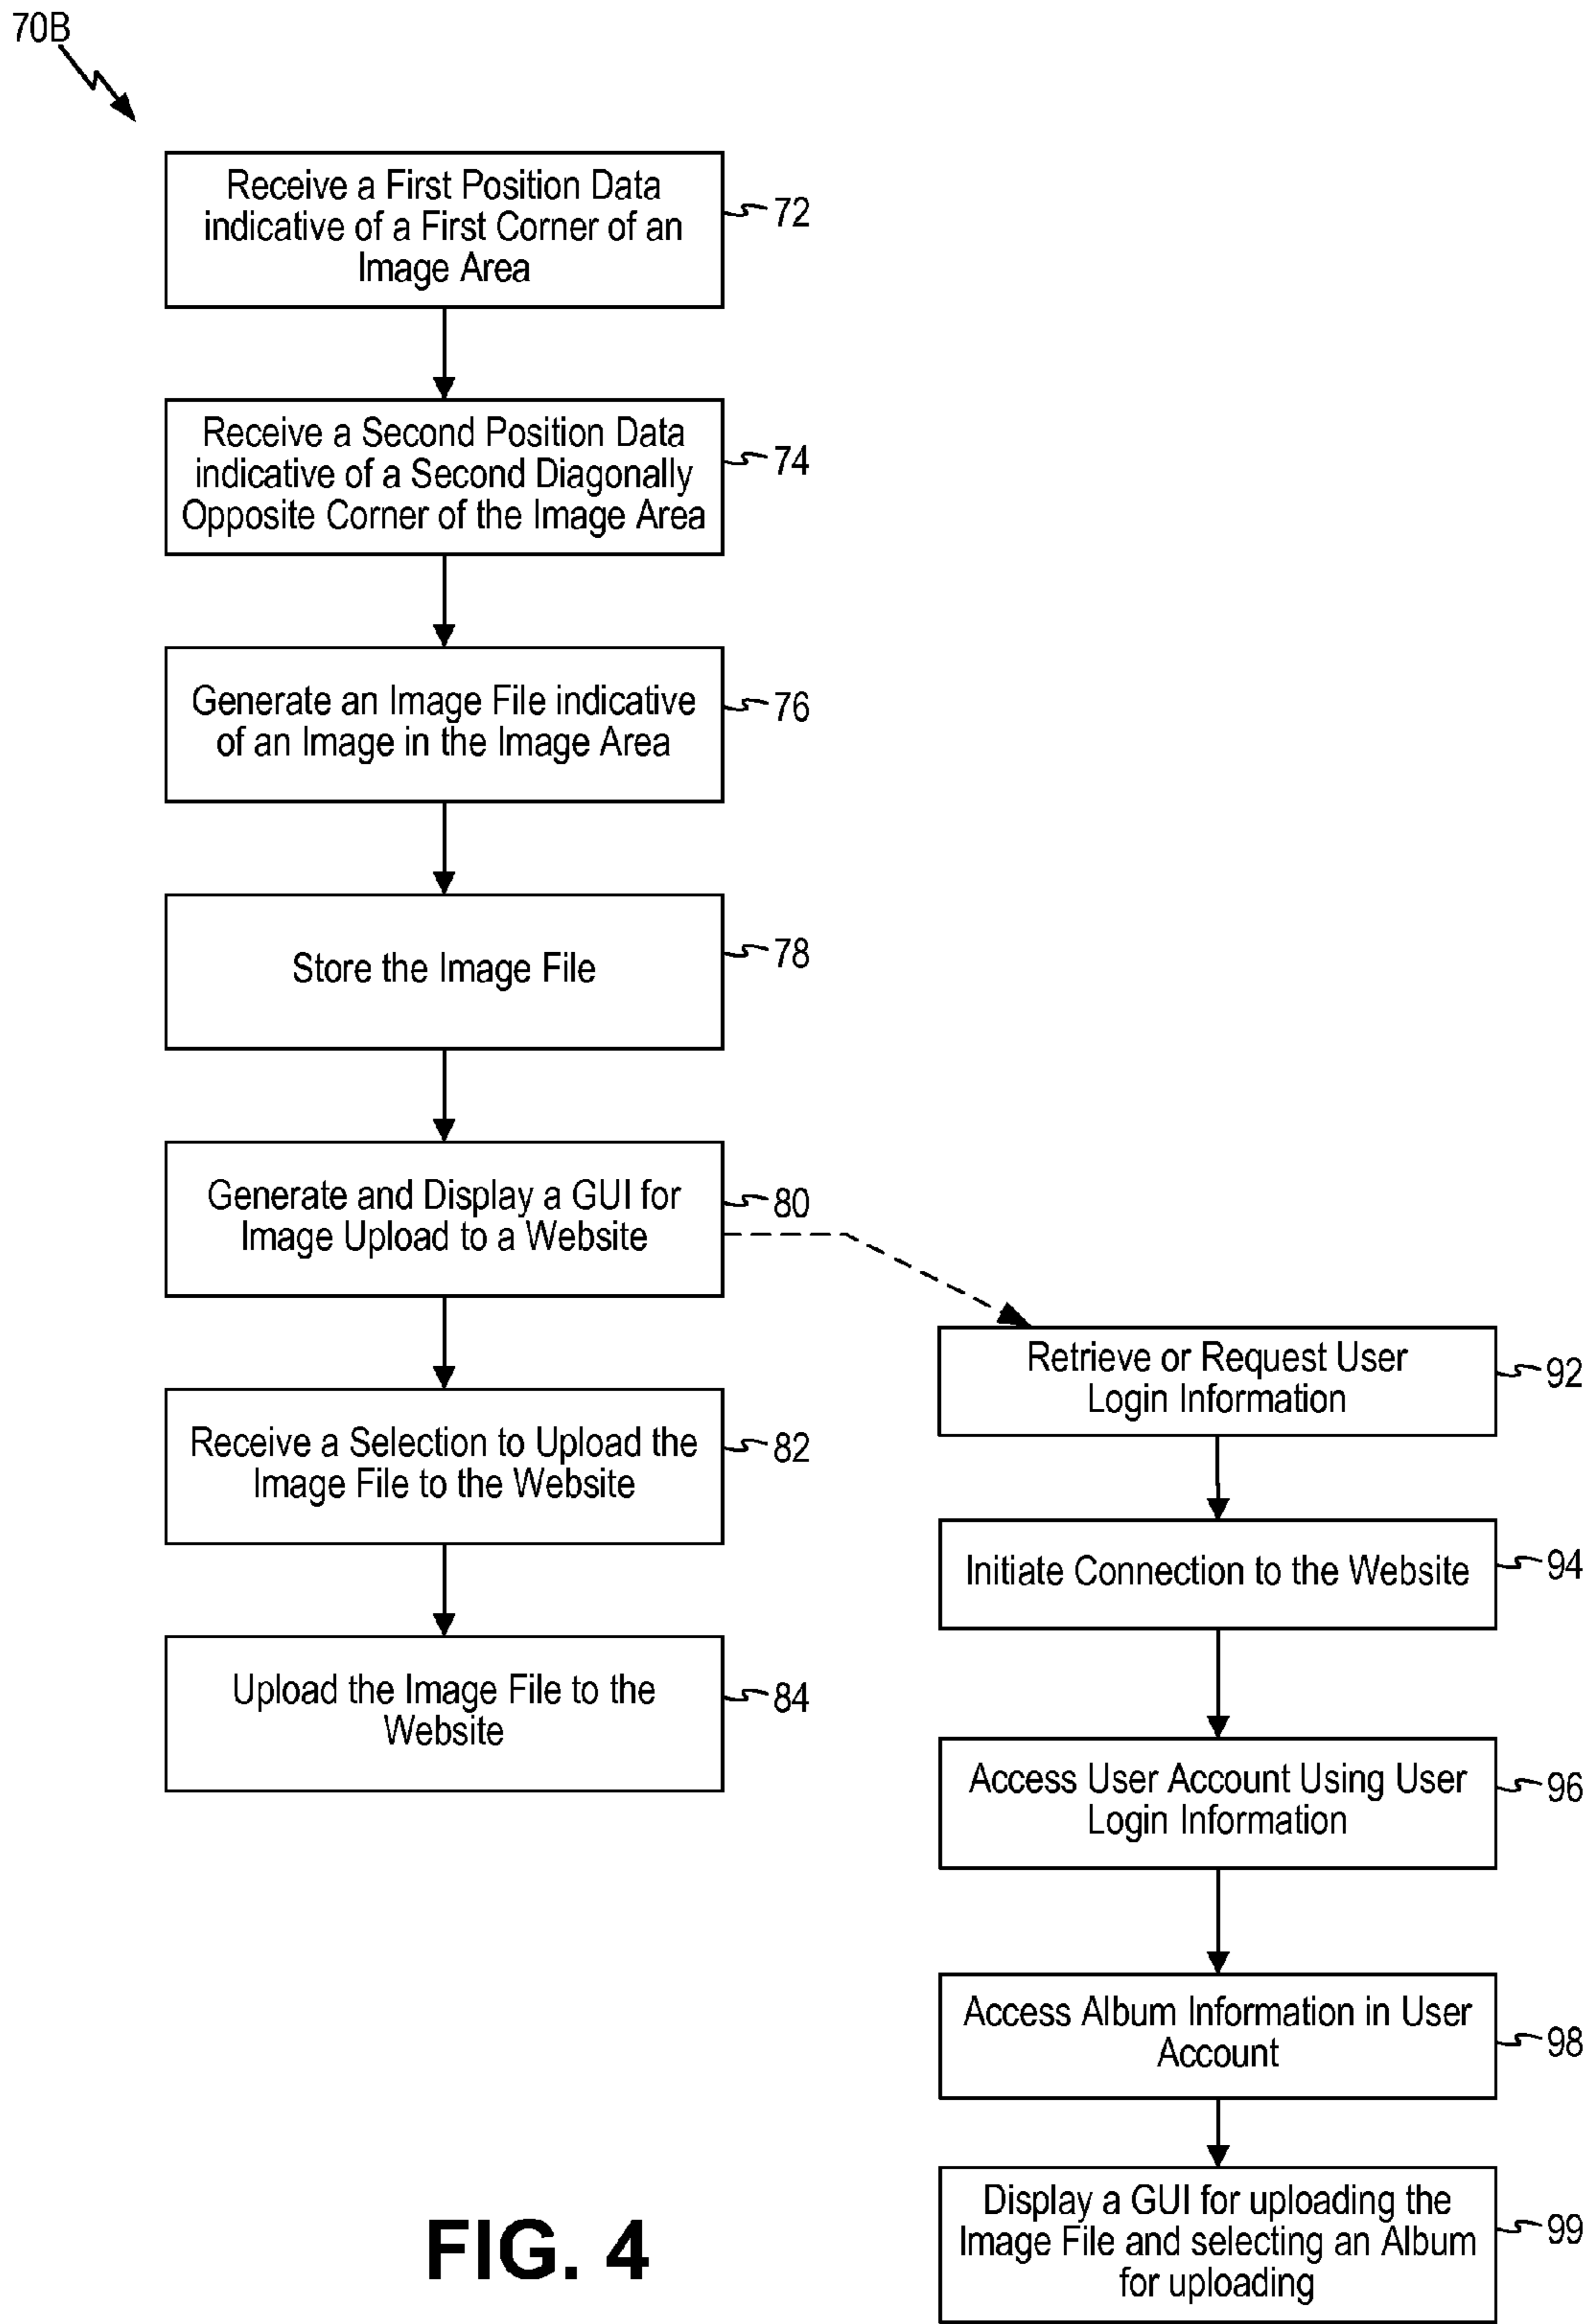 70B
Receive a First Position Data
indicative of a First Corner of an
Image Area
72
Receive a Second Position Data
indicative of a Second Diagonally
Opposite Corner of the Image Area
74
Generate an Image File indicative
of an Image in the Image Area
76
Store the Image File
78
Generate and Display a GUI for
Image Upload to a Website
80
Receive a Selection to Upload the
Image File to the Website
82
Upload the Image File to the
Website
84
Retrieve or Request User
Login Information
92
Initiate Connection to the Website
94
Access User Account Using User
Login Information
96
Access Album Information in User
Account
98
Display a GUI for uploading the
Image File and selecting an Album
for uploading
99
FIG. 4